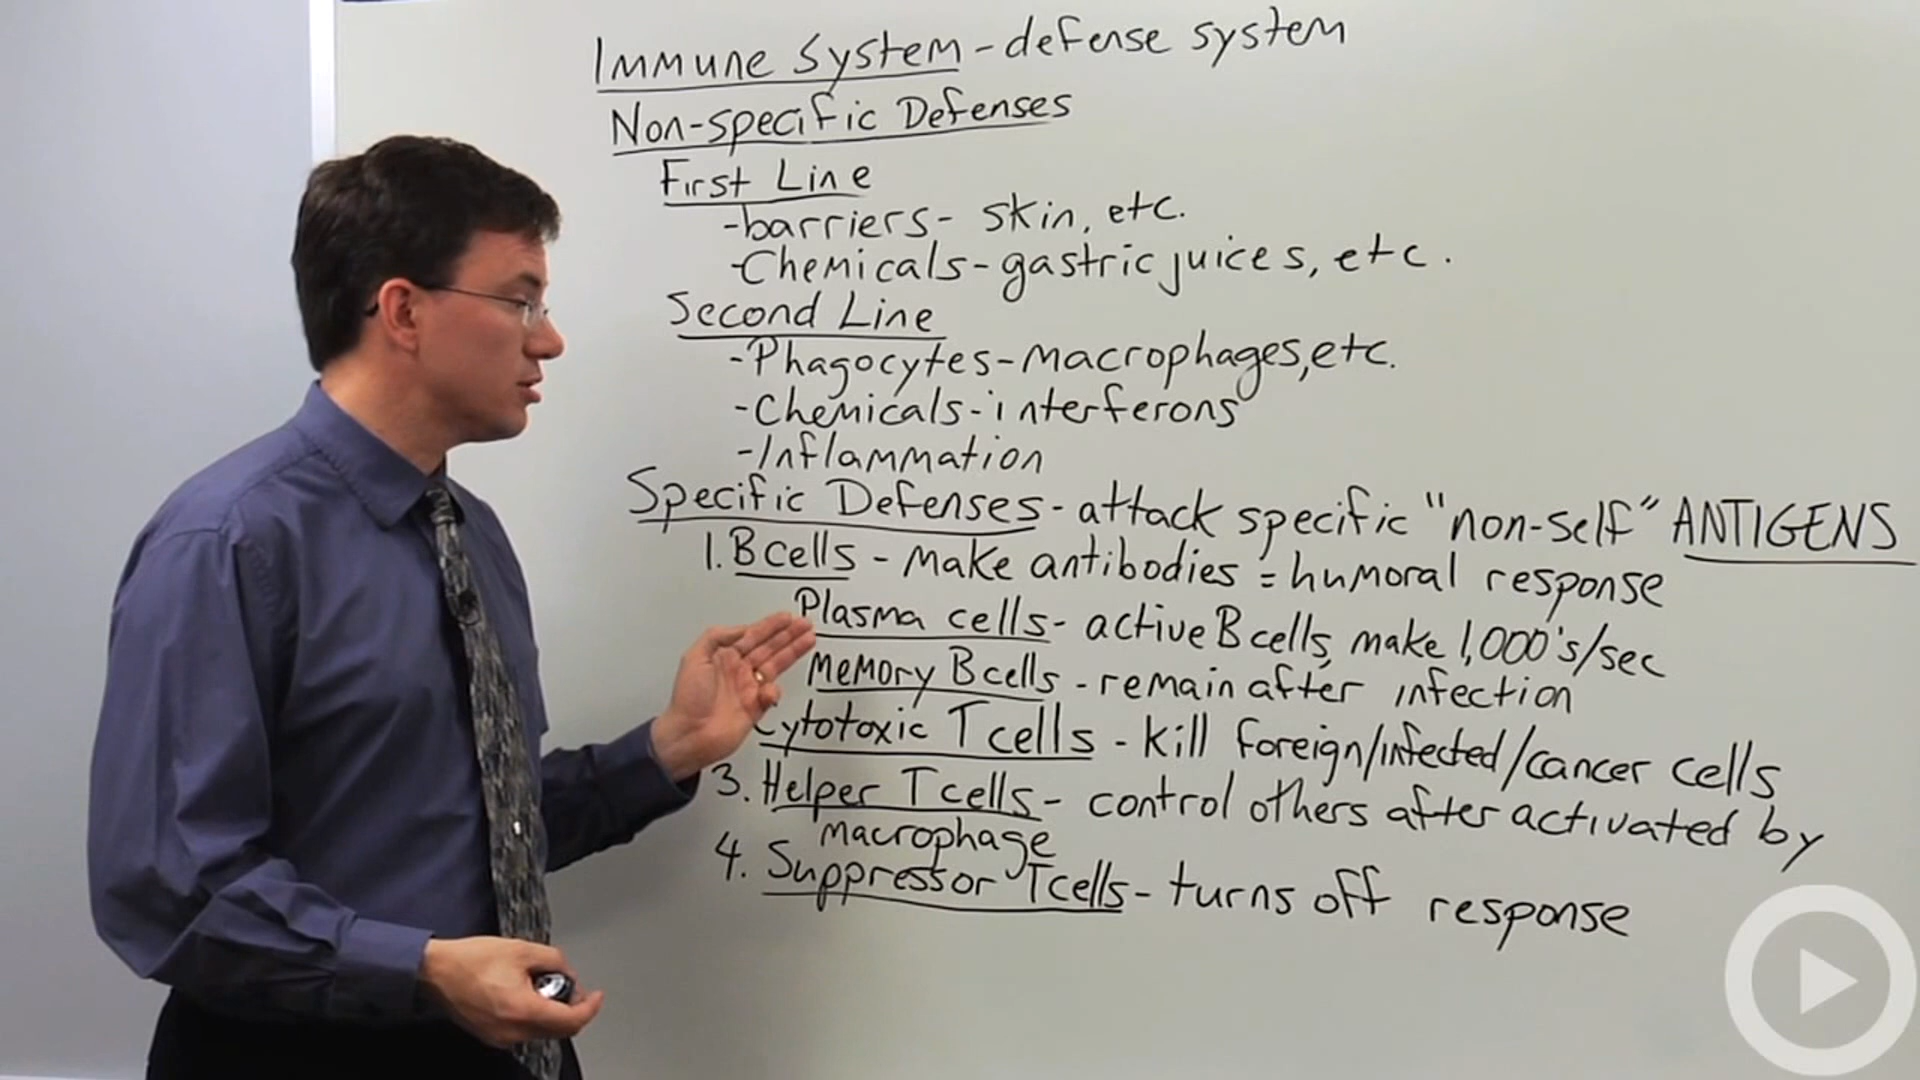 Immune System - defense system
Non-specific Defenses
First Line
-barriers- skin, etc.
-Chemicals-gastric juices, etc.
Second Line
-Phagocytes-macrophages,etc.
-Chemicals-interferons
-Inflammation
Specific Defenses- attack specific "non-self" ANTIGENS
1. B cells - make antibodies = humoral response
Plasma cells- active B cells, make 1,000's/sec
Memory B cells - remain after infection
Cytotoxic T cells - kill foreign/infected/cancer cells
3. Helper T cells- control others after activated by
macrophage
4. Suppressor T cells- turns off response